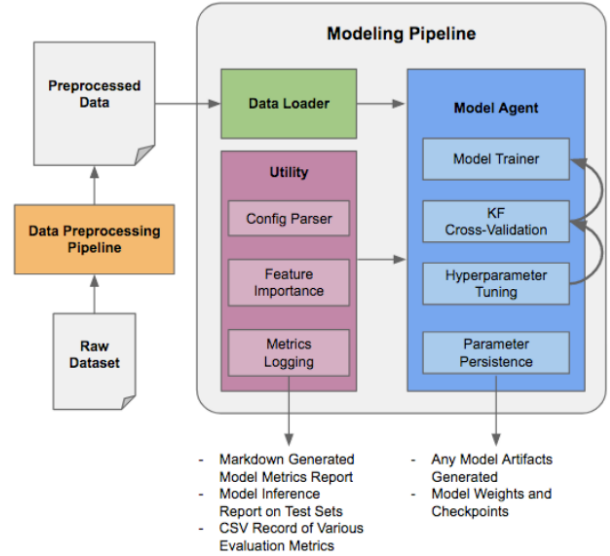 Modeling Pipeline
Preprocessed
Data
Data Loader
Model Agent
Model Trainer
Utility
Config Parser
KF
Cross-Validation
Data Preprocessing
Pipeline
Feature
Importance
Hyperparameter
Tuning
Raw
Dataset
Metrics
Logging
Parameter
Persistence
- Markdown Generated
Model Metrics Report
- Model Inference
Report on Test Sets
- CSV Record of Various
Evaluation Metrics
- Any Model Artifacts
Generated
- Model Weights and
Checkpoints